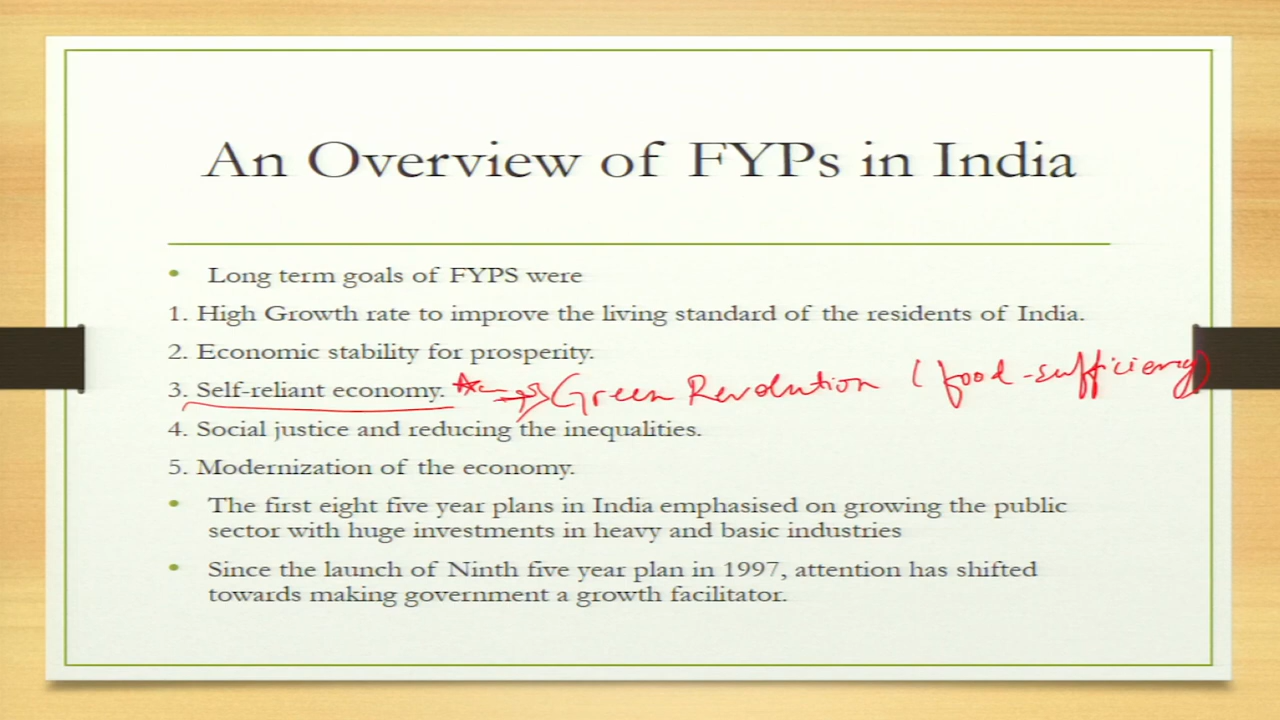 An Overview of FYPs in India
• Long term goals of FYPS were
1. High Growth rate to improve the living standard of the residents of India.
2. Economic stability for prosperity.
3. Self-reliant economy. Green Revolution (food-sufficiency)
4. Social justice and reducing the inequalities.
5. Modernization of the economy.
• The first eight five year plans in India emphasised on growing the public
sector with huge investments in heavy and basic industries
• Since the launch of Ninth five year plan in 1997, attention has shifted
towards making government a growth facilitator.